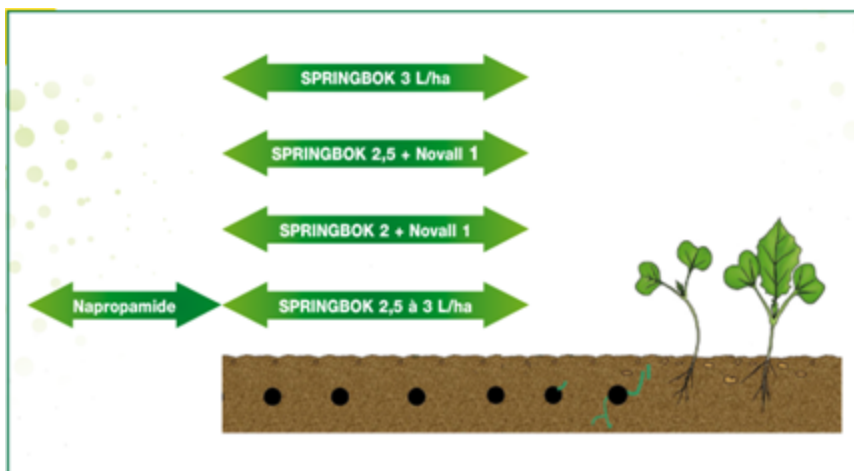 SPRINGBOK 3 L/ha
SPRINGBOK 2,5 + Novall 1
SPRINGBOK 2 + Novall 1
Napropamide
SPRINGBOK 2,5 à 3 L/ha